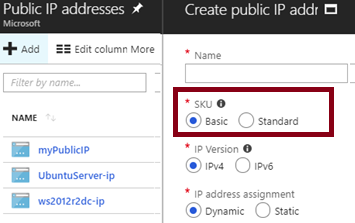 Public IP addresses
Microsoft
Add
Edit column More
Filter by name...
NAME
myPublicIP
UbuntuServer-ip
ws2012r2dc-ip
Create public IP addr
* Name
* SKU
Basic Standard
* IP Version
IPv4 IPv6
* IP address assignment
Dynamic Static